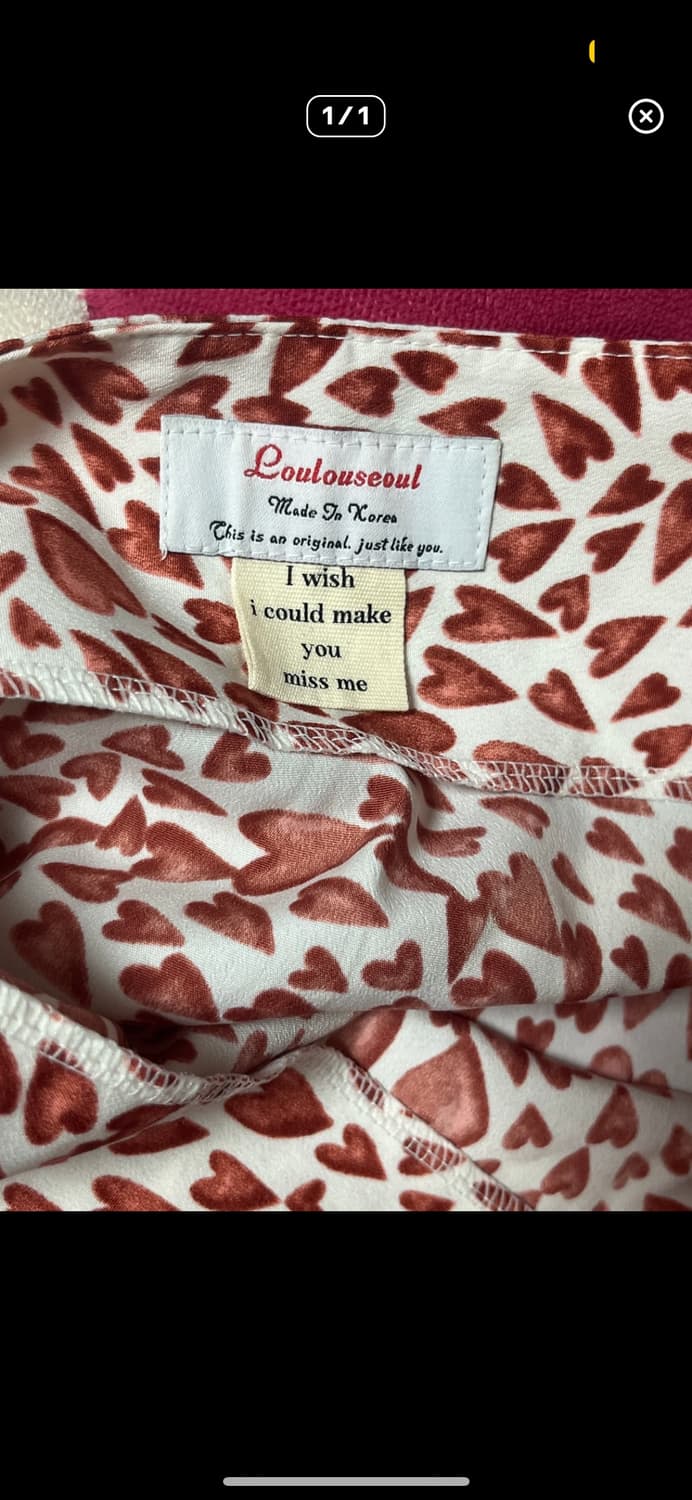 1/1
Loulouseoul
Made In Korea
This is an original. just like you.
I wish
i could make
you
miss me